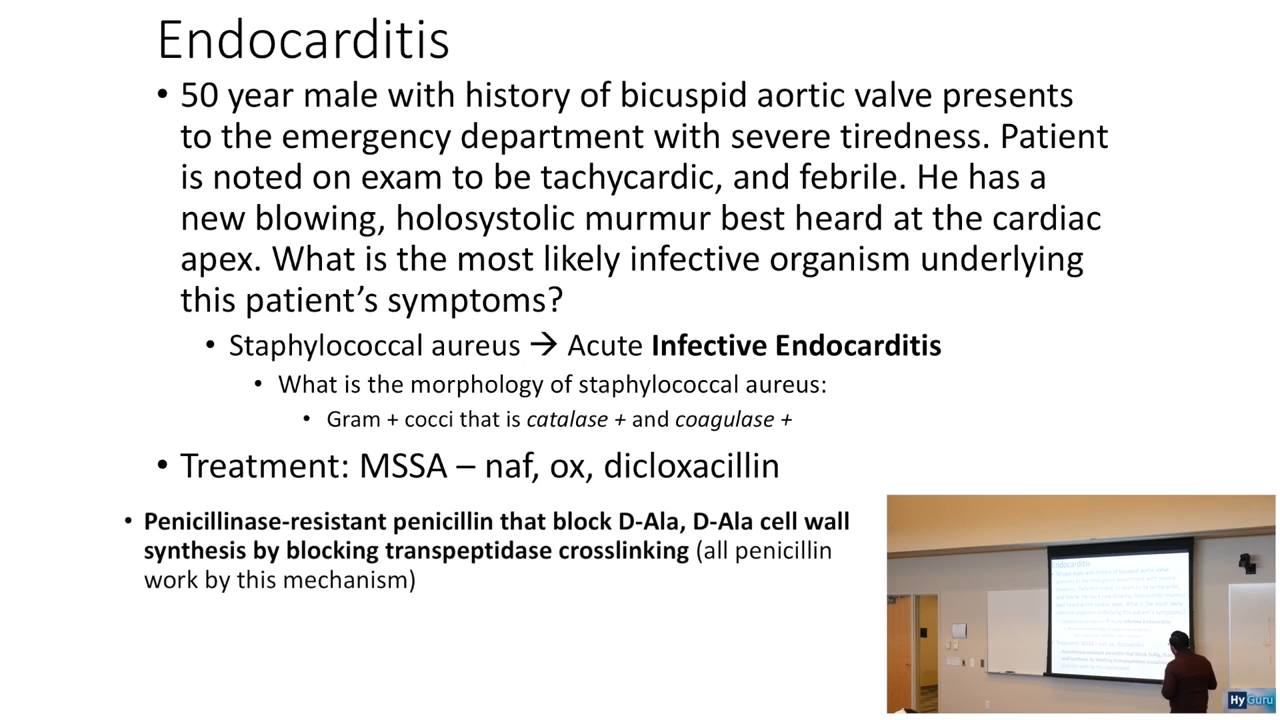 Endocarditis
• 50 year male with history of bicuspid aortic valve presents
to the emergency department with severe tiredness. Patient
is noted on exam to be tachycardic, and febrile. He has a
new blowing, holosystolic murmur best heard at the cardiac
apex. What is the most likely infective organism underlying
this patient’s symptoms?
• Staphylococcal aureus → Acute Infective Endocarditis
• What is the morphology of staphylococcal aureus:
• Gram + cocci that is catalase + and coagulase +
• Treatment: MSSA – naf, ox, dicloxacillin
• Penicillinase-resistant penicillin that block D-Ala, D-Ala cell wall
synthesis by blocking transpeptidase crosslinking (all penicillin
work by this mechanism)
Endocarditis
HyGuru